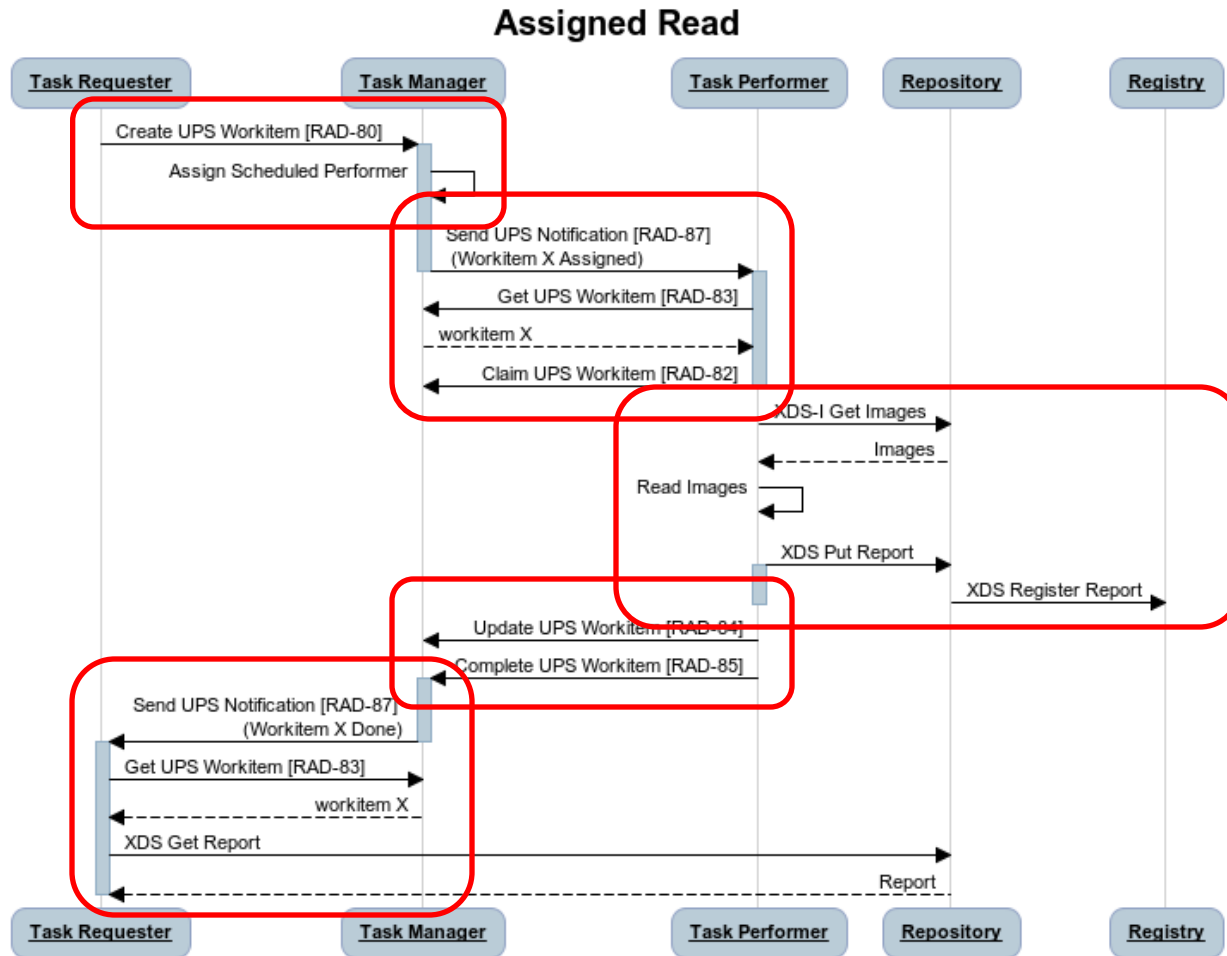 Assigned Read
Task Requester
Task Manager
Task Performer
Repository
Registry
Create UPS Workitem [RAD-80]
Assign Scheduled Performer
Send UPS Notification [RAD-87]
(Workitem X Assigned)
Get UPS Workitem [RAD-83]
workitem X
Claim UPS Workitem [RAD-82]
XDS-I Get Images
Images
Read Images
XDS Put Report
XDS Register Report
Update UPS Workitem [RAD-84]
Complete UPS Workitem [RAD-85]
Send UPS Notification [RAD-87]
(Workitem X Done)
Get UPS Workitem [RAD-83]
workitem X
XDS Get Report
Report
Task Requester
Task Manager
Task Performer
Repository
Registry